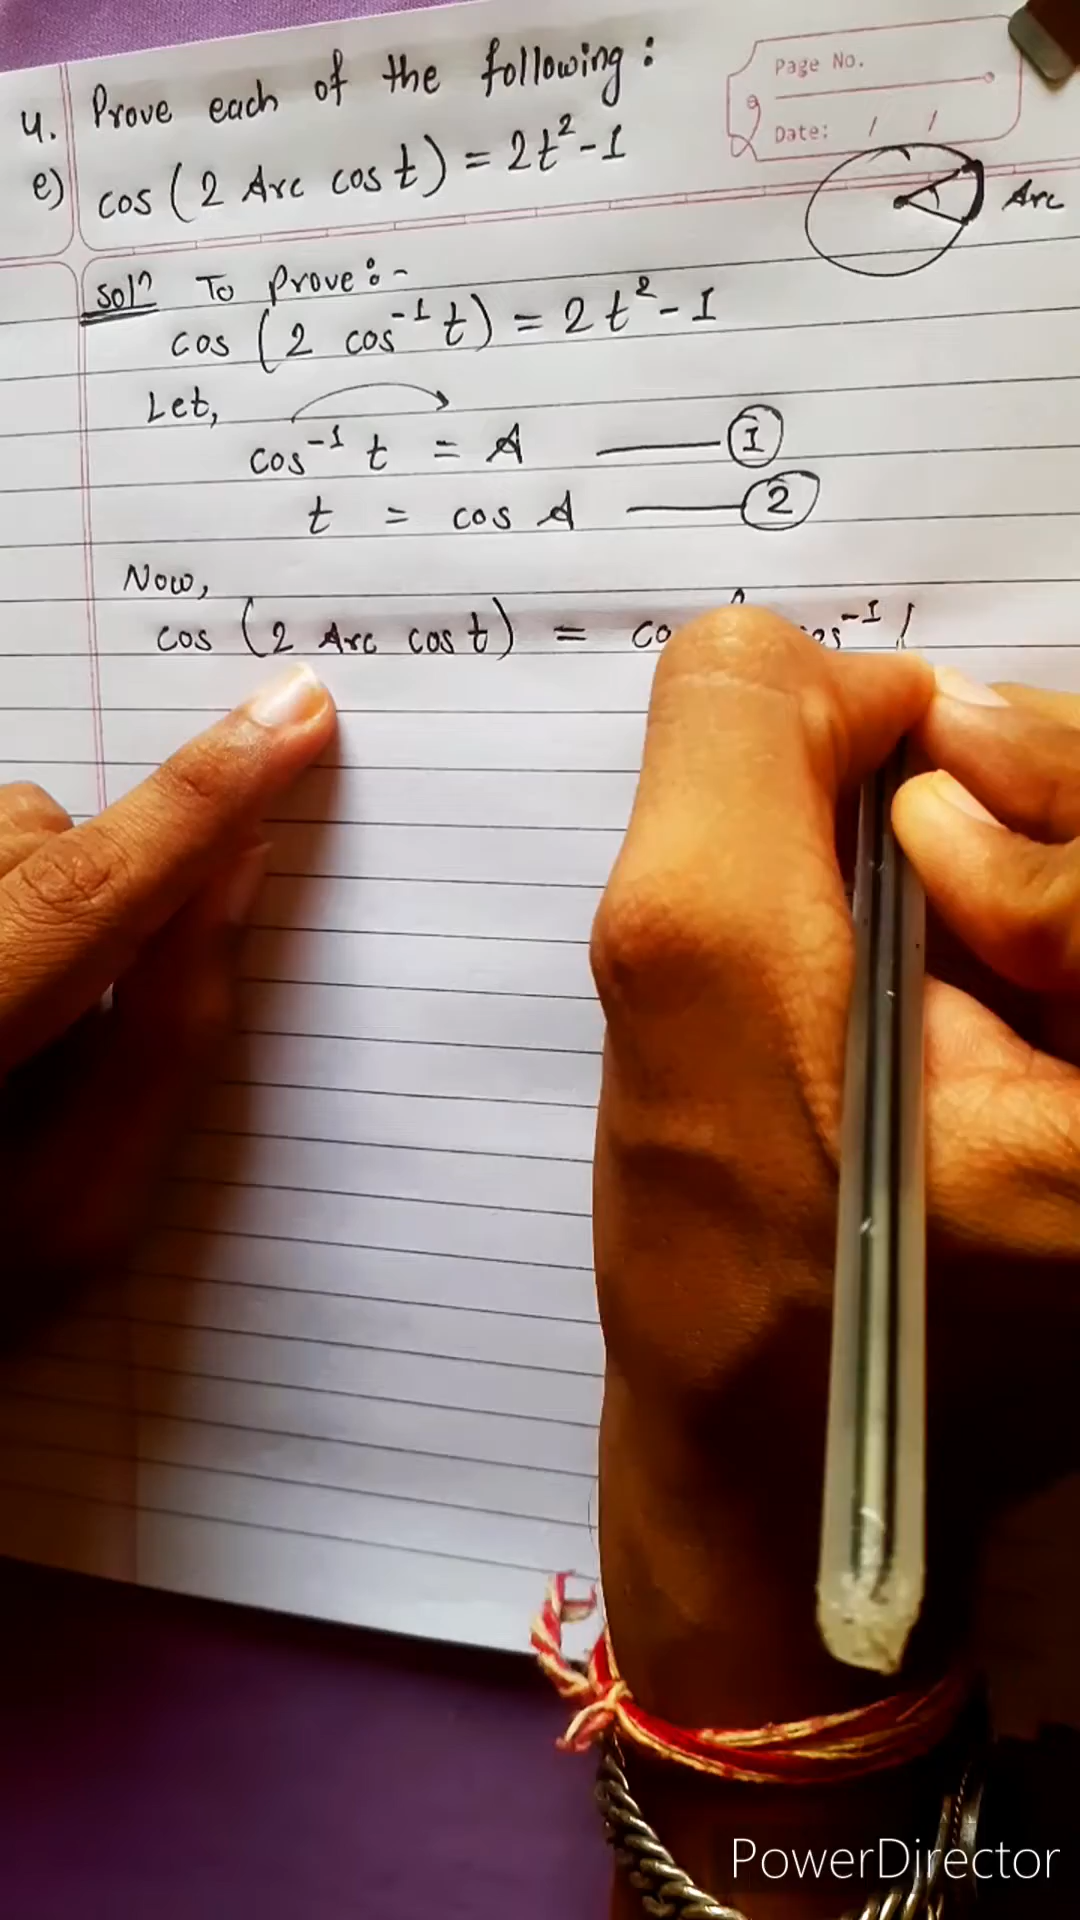 4. Prove each of the following:
Page No.
Date: / /
e) cos (2 Arc cos t) = 2t² - 1
Arc
Solⁿ To Prove :-
cos (2 cos⁻¹ t) = 2t² - 1
Let,
cos⁻¹ t = A —— ①
t = cos A —— ②
Now,
cos (2 Arc cos t) =
PowerDirector